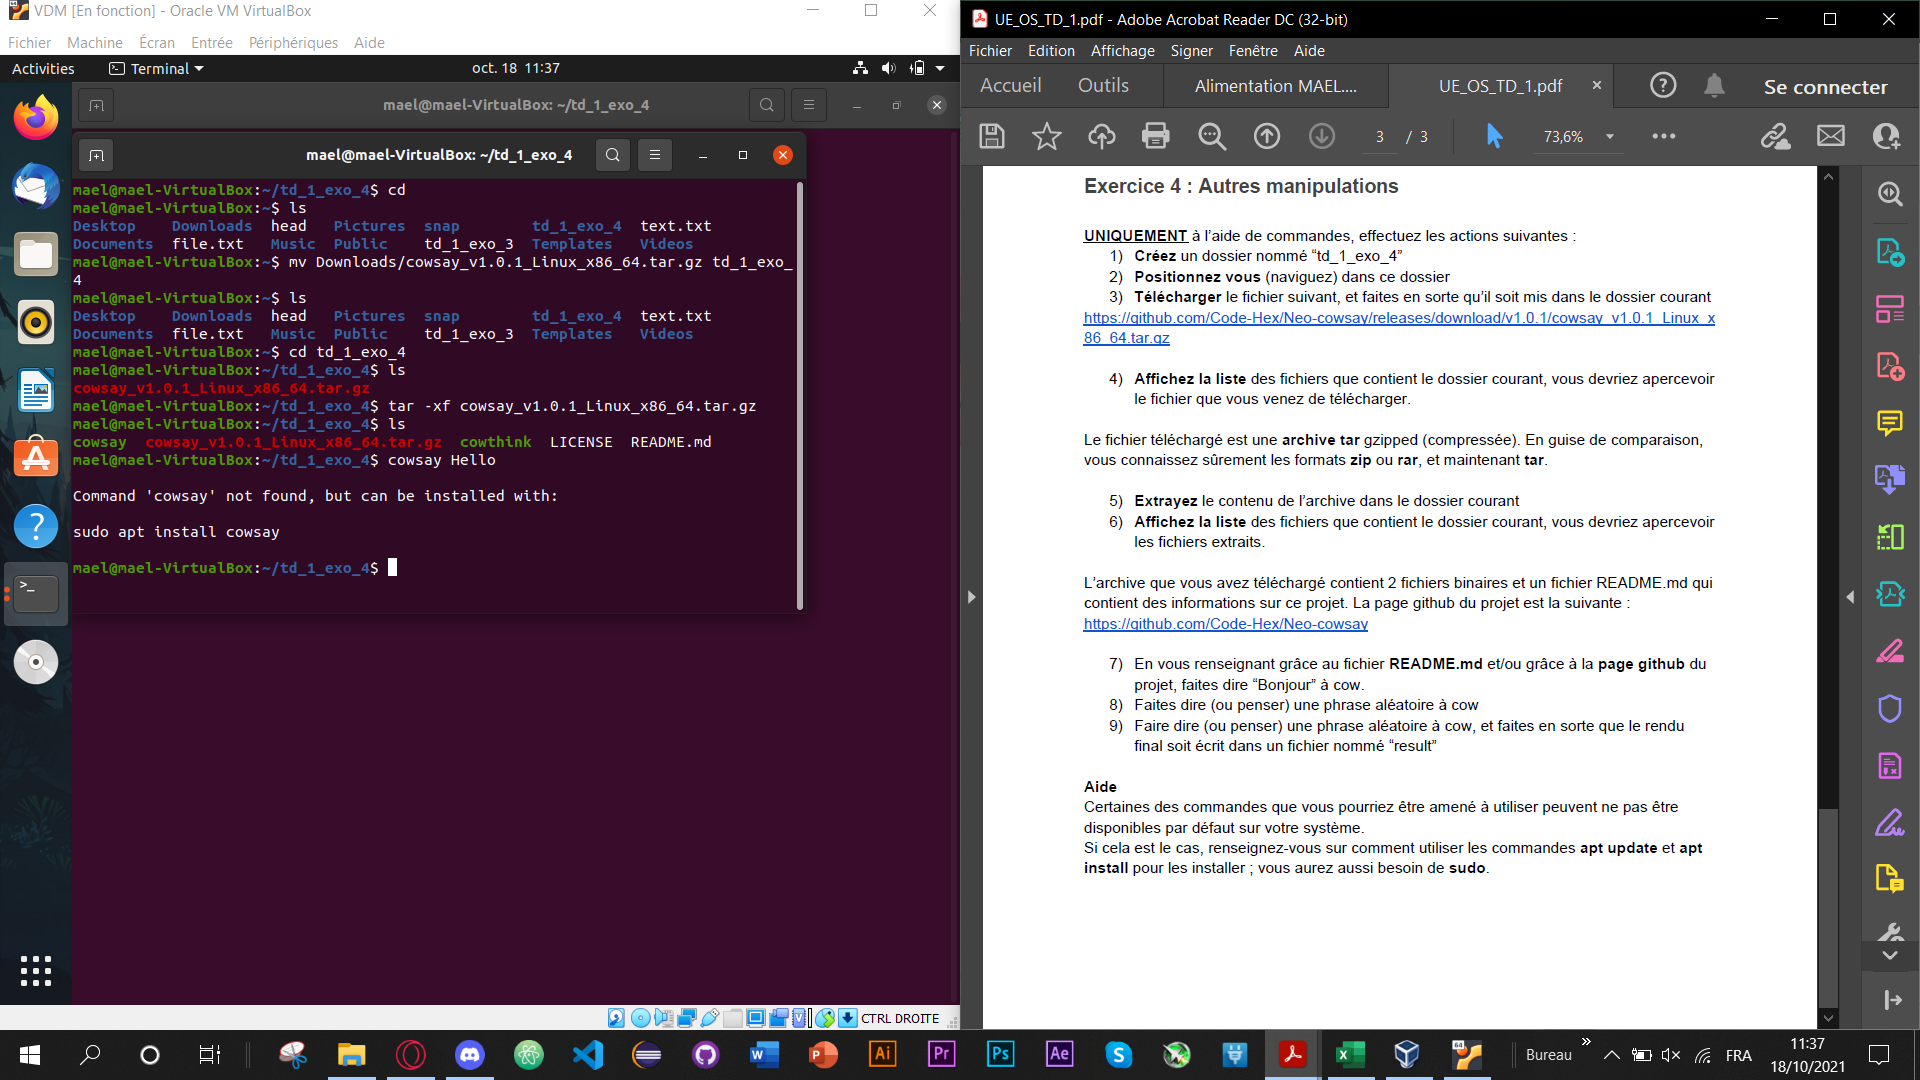 VDM [En fonction] - Oracle VM VirtualBox
Fichier Machine Écran Entrée Périphériques Aide
Activities Terminal oct. 18 11:37
mael@mael-VirtualBox: ~/td_1_exo_4
mael@mael-VirtualBox: ~/td_1_exo_4
mael@mael-VirtualBox:~/td_1_exo_4$ cd
mael@mael-VirtualBox:~$ ls
Desktop Downloads head Pictures snap td_1_exo_4 text.txt
Documents file.txt Music Public td_1_exo_3 Templates Videos
mael@mael-VirtualBox:~$ mv Downloads/cowsay_v1.0.1_Linux_x86_64.tar.gz td_1_exo_
4
mael@mael-VirtualBox:~$ ls
Desktop Downloads head Pictures snap td_1_exo_4 text.txt
Documents file.txt Music Public td_1_exo_3 Templates Videos
mael@mael-VirtualBox:~$ cd td_1_exo_4
mael@mael-VirtualBox:~/td_1_exo_4$ ls
cowsay_v1.0.1_Linux_x86_64.tar.gz
mael@mael-VirtualBox:~/td_1_exo_4$ tar -xf cowsay_v1.0.1_Linux_x86_64.tar.gz
mael@mael-VirtualBox:~/td_1_exo_4$ ls
cowsay cowsay_v1.0.1_Linux_x86_64.tar.gz cowthink LICENSE README.md
mael@mael-VirtualBox:~/td_1_exo_4$ cowsay Hello
Command 'cowsay' not found, but can be installed with:
sudo apt install cowsay
mael@mael-VirtualBox:~/td_1_exo_4$
CTRL DROITE
UE_OS_TD_1.pdf - Adobe Acrobat Reader DC (32-bit)
Fichier Edition Affichage Signer Fenêtre Aide
Accueil Outils Alimentation MAEL.... UE_OS_TD_1.pdf × Se connecter
3 / 3 73,6%
Exercice 4 : Autres manipulations
UNIQUEMENT à l’aide de commandes, effectuez les actions suivantes :
1) Créez un dossier nommé “td_1_exo_4”
2) Positionnez vous (naviguez) dans ce dossier
3) Télécharger le fichier suivant, et faites en sorte qu’il soit mis dans le dossier courant
https://github.com/Code-Hex/Neo-cowsay/releases/download/v1.0.1/cowsay_v1.0.1_Linux_x
86_64.tar.gz
4) Affichez la liste des fichiers que contient le dossier courant, vous devriez apercevoir
le fichier que vous venez de télécharger.
Le fichier téléchargé est une archive tar gzipped (compressée). En guise de comparaison,
vous connaissez sûrement les formats zip ou rar, et maintenant tar.
5) Extrayez le contenu de l’archive dans le dossier courant
6) Affichez la liste des fichiers que contient le dossier courant, vous devriez apercevoir
les fichiers extraits.
L’archive que vous avez téléchargé contient 2 fichiers binaires et un fichier README.md qui
contient des informations sur ce projet. La page github du projet est la suivante :
https://github.com/Code-Hex/Neo-cowsay
7) En vous renseignant grâce au fichier README.md et/ou grâce à la page github du
projet, faites dire “Bonjour” à cow.
8) Faites dire (ou penser) une phrase aléatoire à cow
9) Faire dire (ou penser) une phrase aléatoire à cow, et faites en sorte que le rendu
final soit écrit dans un fichier nommé “result”
Aide
Certaines des commandes que vous pourriez être amené à utiliser peuvent ne pas être
disponibles par défaut sur votre système.
Si cela est le cas, renseignez-vous sur comment utiliser les commandes apt update et apt
install pour les installer ; vous aurez aussi besoin de sudo.
Ai Pr Ps Ae
Bureau » FRA 11:37
18/10/2021